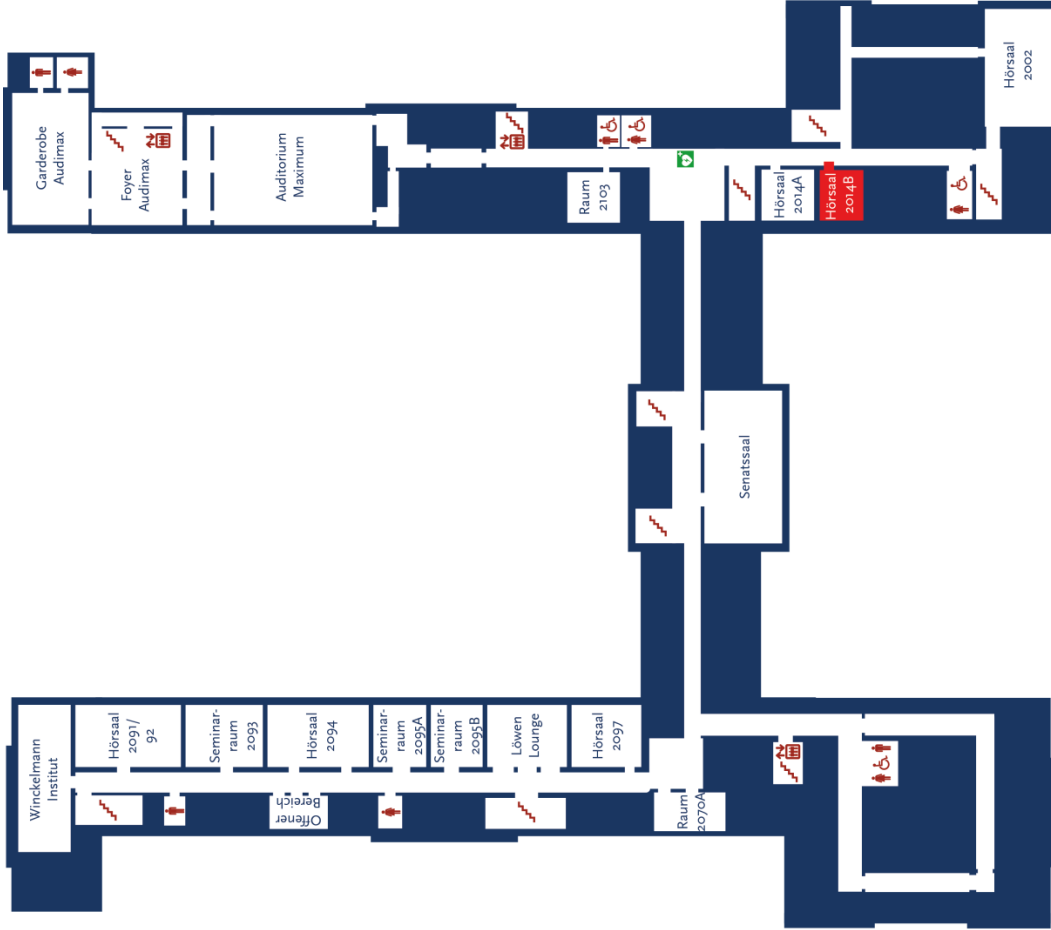 Garderobe
Audimax
Foyer
Audimax
Auditorium
Maximum
Raum
2103
Hörsaal
2014A
Hörsaal
2014B
Hörsaal
2002
Senatssaal
Winckelmann
Institut
Hörsaal
2091/
92
Seminar-
raum 2093
Hörsaal
2094
Seminar-
raum
2095A
Seminar-
raum
2095B
Löwen
Lounge
Hörsaal
2097
Offener
Bereich
Raum
2070A